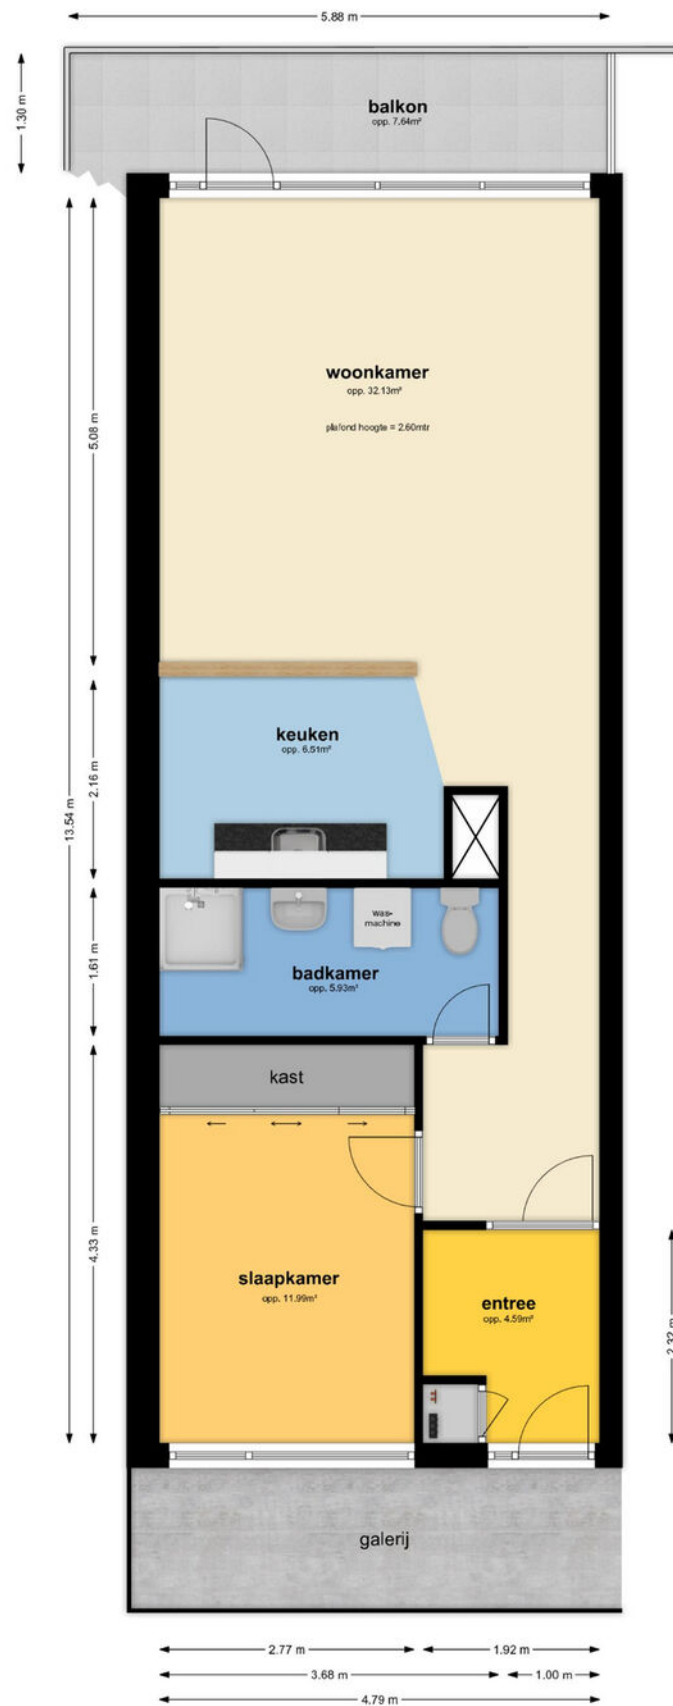 5.88 m
1.30 m
balkon
opp. 7.64m²
woonkamer
opp. 32.13m²
plafond hoogte = 2.60mtr
5.08 m
13.54 m
keuken
opp. 6.51m²
2.16 m
was-
machine
badkamer
opp. 5.93m²
1.61 m
kast
4.33 m
slaapkamer
opp. 11.99m²
entree
opp. 4.59m²
2.32 m
galerij
2.77 m
1.92 m
3.68 m
1.00 m
4.79 m